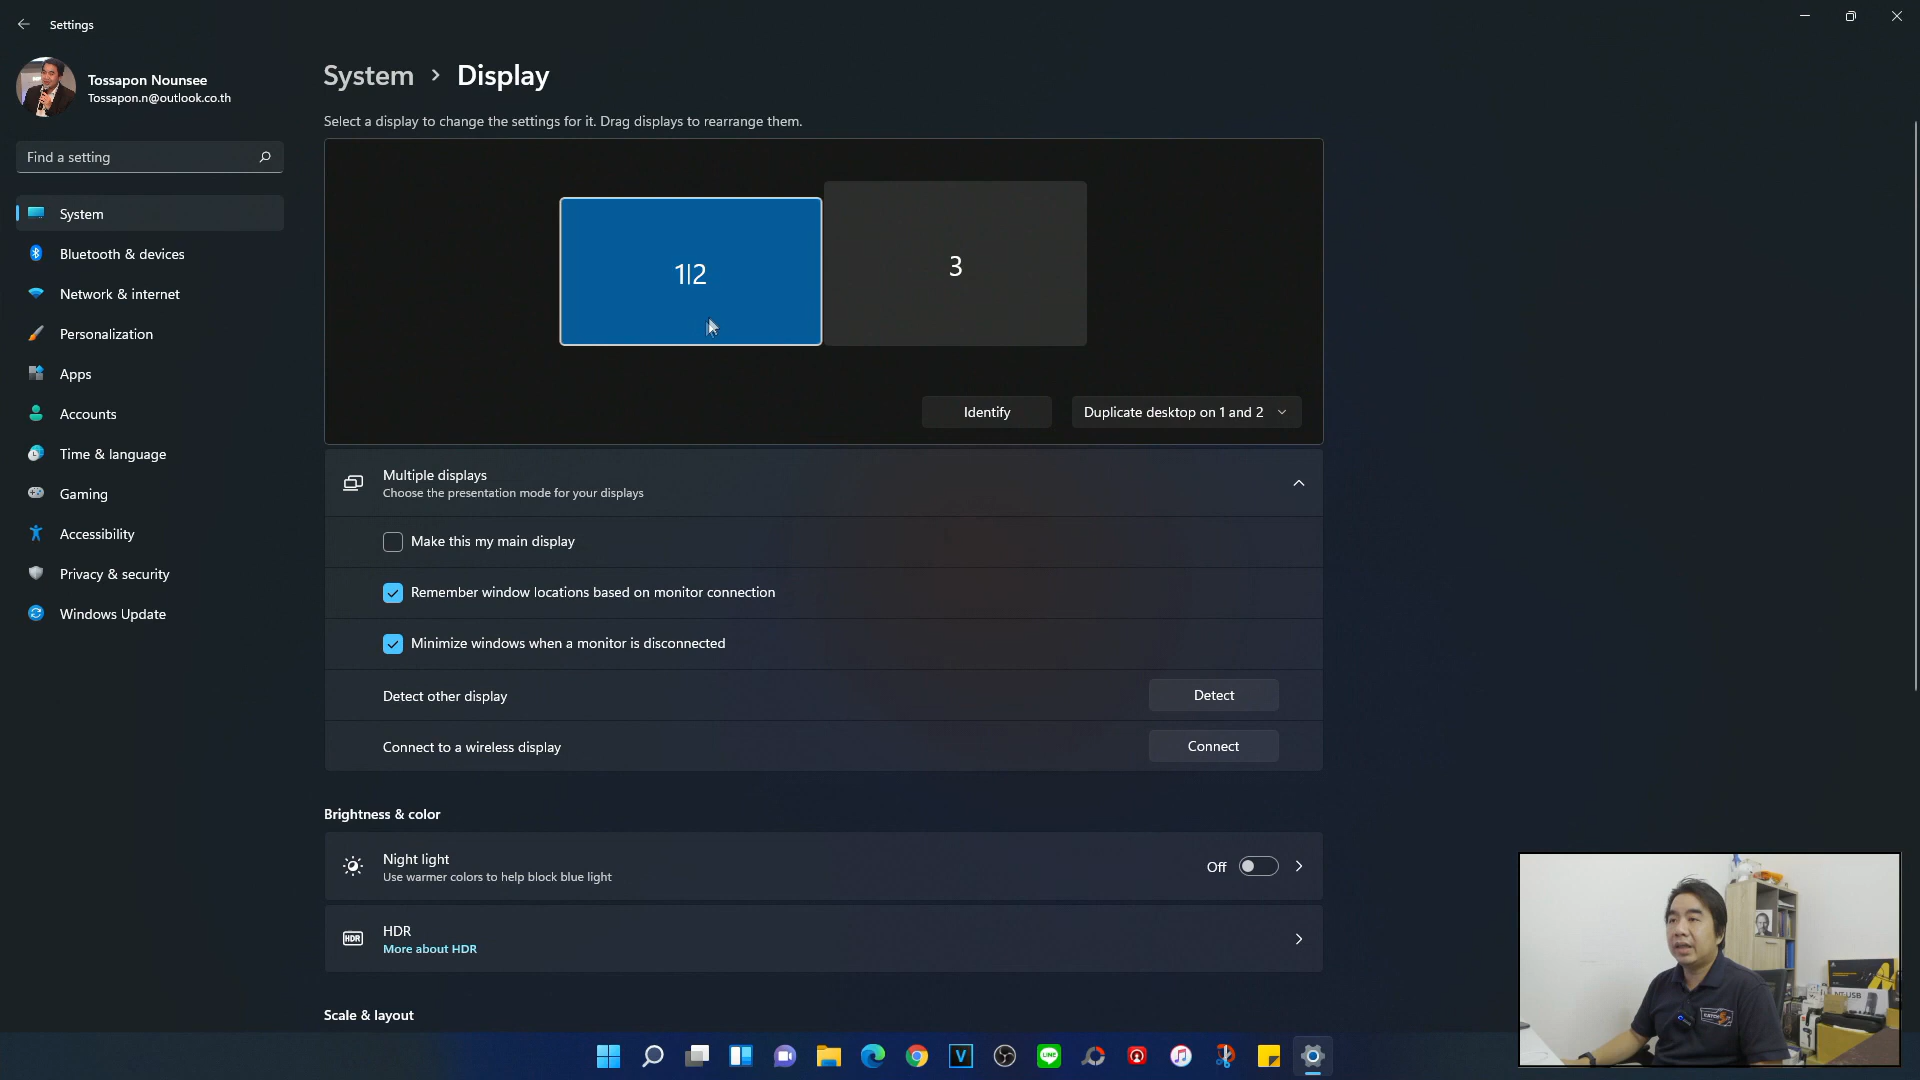 Settings
Tossapon Nounsee
Tossapon.n@outlook.co.th
Find a setting
System
Bluetooth & devices
Network & internet
Personalization
Apps
Accounts
Time & language
Gaming
Accessibility
Privacy & security
Windows Update
System > Display
Select a display to change the settings for it. Drag displays to rearrange them.
1|2
3
Identify
Duplicate desktop on 1 and 2
Multiple displays
Choose the presentation mode for your displays
Make this my main display
Remember window locations based on monitor connection
Minimize windows when a monitor is disconnected
Detect other display
Detect
Connect to a wireless display
Connect
Brightness & color
Night light
Use warmer colors to help block blue light
Off
HDR
HDR
More about HDR
Scale & layout
V
LINE
NT-USB